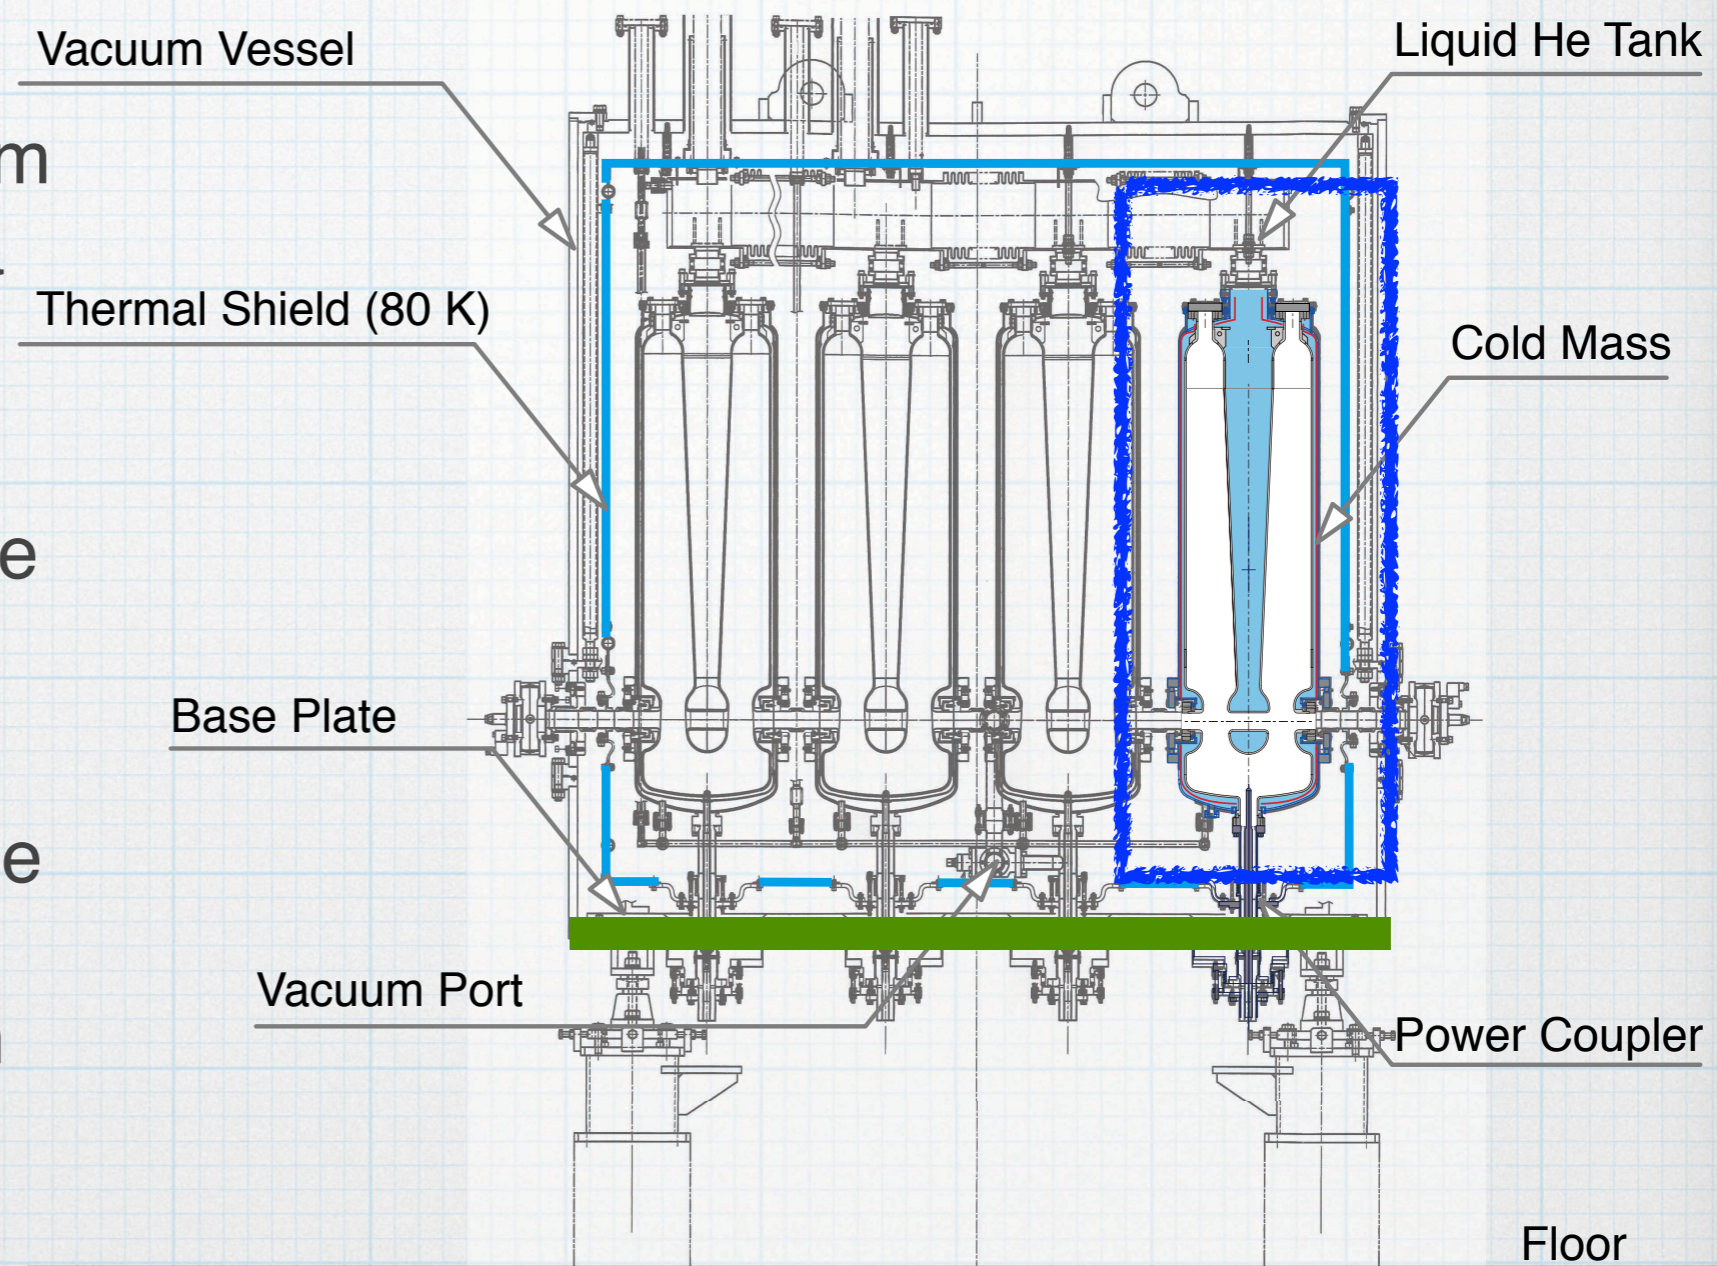 Vacuum Vessel
Liquid He Tank
m
Thermal Shield (80 K)
Cold Mass
e
Base Plate
e
Vacuum Port
Power Coupler
Floor